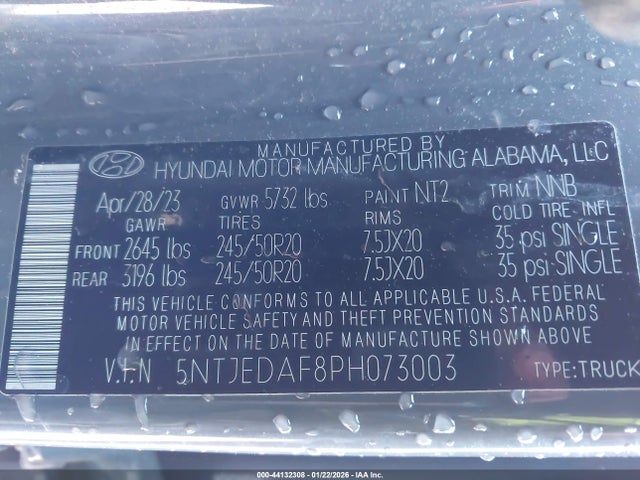 MANUFACTURED BY
HYUNDAI MOTOR MANUFACTURING ALABAMA, LLC
Apr/28/23 GVWR 5732 lbs PAINT NT2 TRIM NNB
GAWR TIRES RIMS COLD TIRE INFL
FRONT 2645 lbs 245/50R20 7.5JX20 35 psi SINGLE
REAR 3196 lbs 245/50R20 7.5JX20 35 psi SINGLE
THIS VEHICLE CONFORMS TO ALL APPLICABLE U.S.A. FEDERAL
MOTOR VEHICLE SAFETY AND THEFT PREVENTION STANDARDS
IN EFFECT ON THE DATE OF MANUFACTURE SHOWN ABOVE
V.I.N 5NTJEDAF8PH073003 TYPE:TRUCK
000-44132308 - 01/22/2026 - IAA Inc.